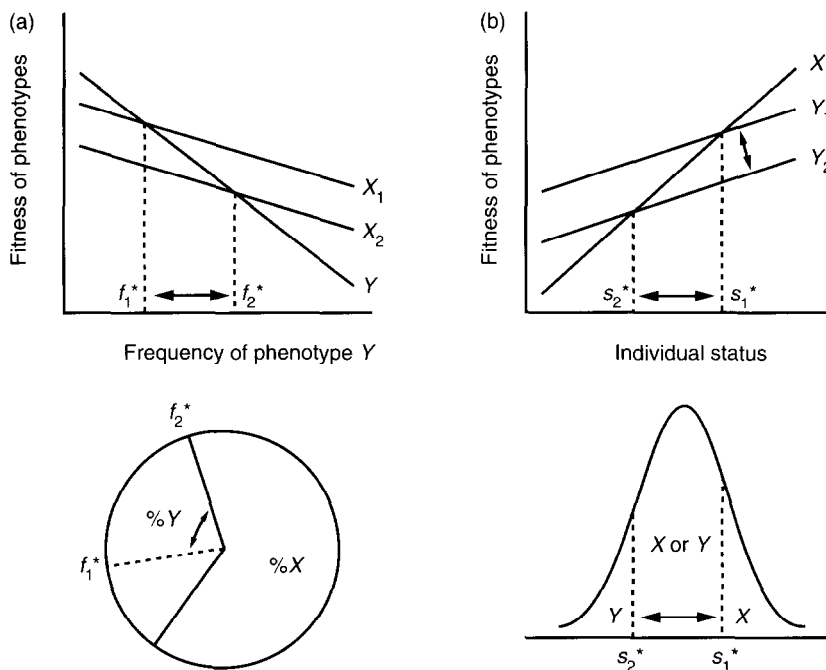 (a)
Fitness of phenotypes
X1
X2
Y
f1*
f2*
Frequency of phenotype Y
f2*
%Y
f1*
%X
(b)
Fitness of phenotypes
X
Y1
Y2
s2*
s1*
Individual status
X or Y
Y
X
s2*
s1*